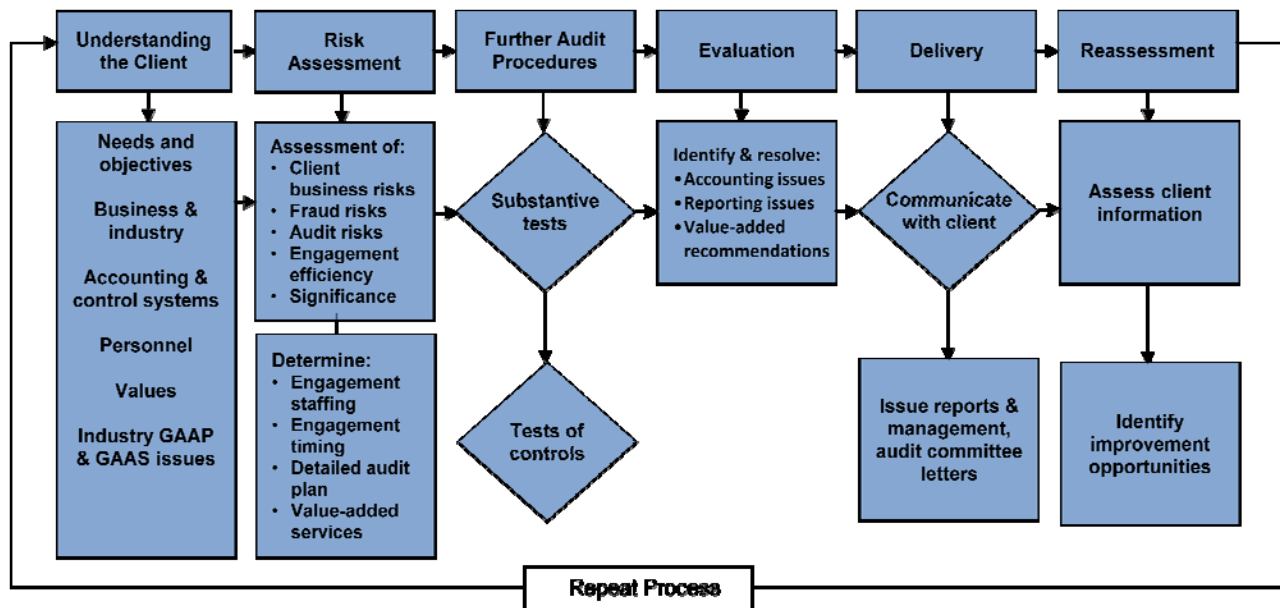 Understanding
the Client
Risk
Assessment
Further Audit
Procedures
Evaluation
Delivery
Reassessment
Needs and
objectives
Business &
industry
Accounting &
control systems
Personnel
Values
Industry GAAP
& GAAS issues
Assessment of:
• Client
business risks
• Fraud risks
• Audit risks
• Engagement
efficiency
• Significance
Determine:
• Engagement
staffing
• Engagement
timing
• Detailed audit
plan
• Value-added
services
Substantive
tests
Tests of
controls
Identify & resolve:
•Accounting issues
•Reporting issues
•Value-added
recommendations
Communicate
with client
Issue reports &
management,
audit committee
letters
Assess client
information
Identify
improvement
opportunities
Repeat Process